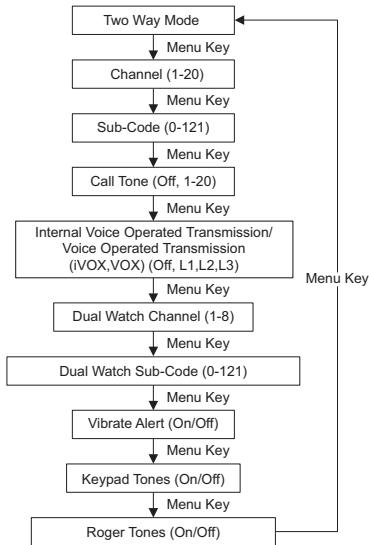 Two Way Mode
Menu Key
Channel (1-20)
Menu Key
Sub-Code (0-121)
Menu Key
Call Tone (Off, 1-20)
Menu Key
Internal Voice Operated Transmission/
Voice Operated Transmission
(iVOX,VOX) (Off, L1,L2,L3)
Menu Key
Menu Key
Dual Watch Channel (1-8)
Menu Key
Dual Watch Sub-Code (0-121)
Menu Key
Vibrate Alert (On/Off)
Menu Key
Keypad Tones (On/Off)
Menu Key
Roger Tones (On/Off)